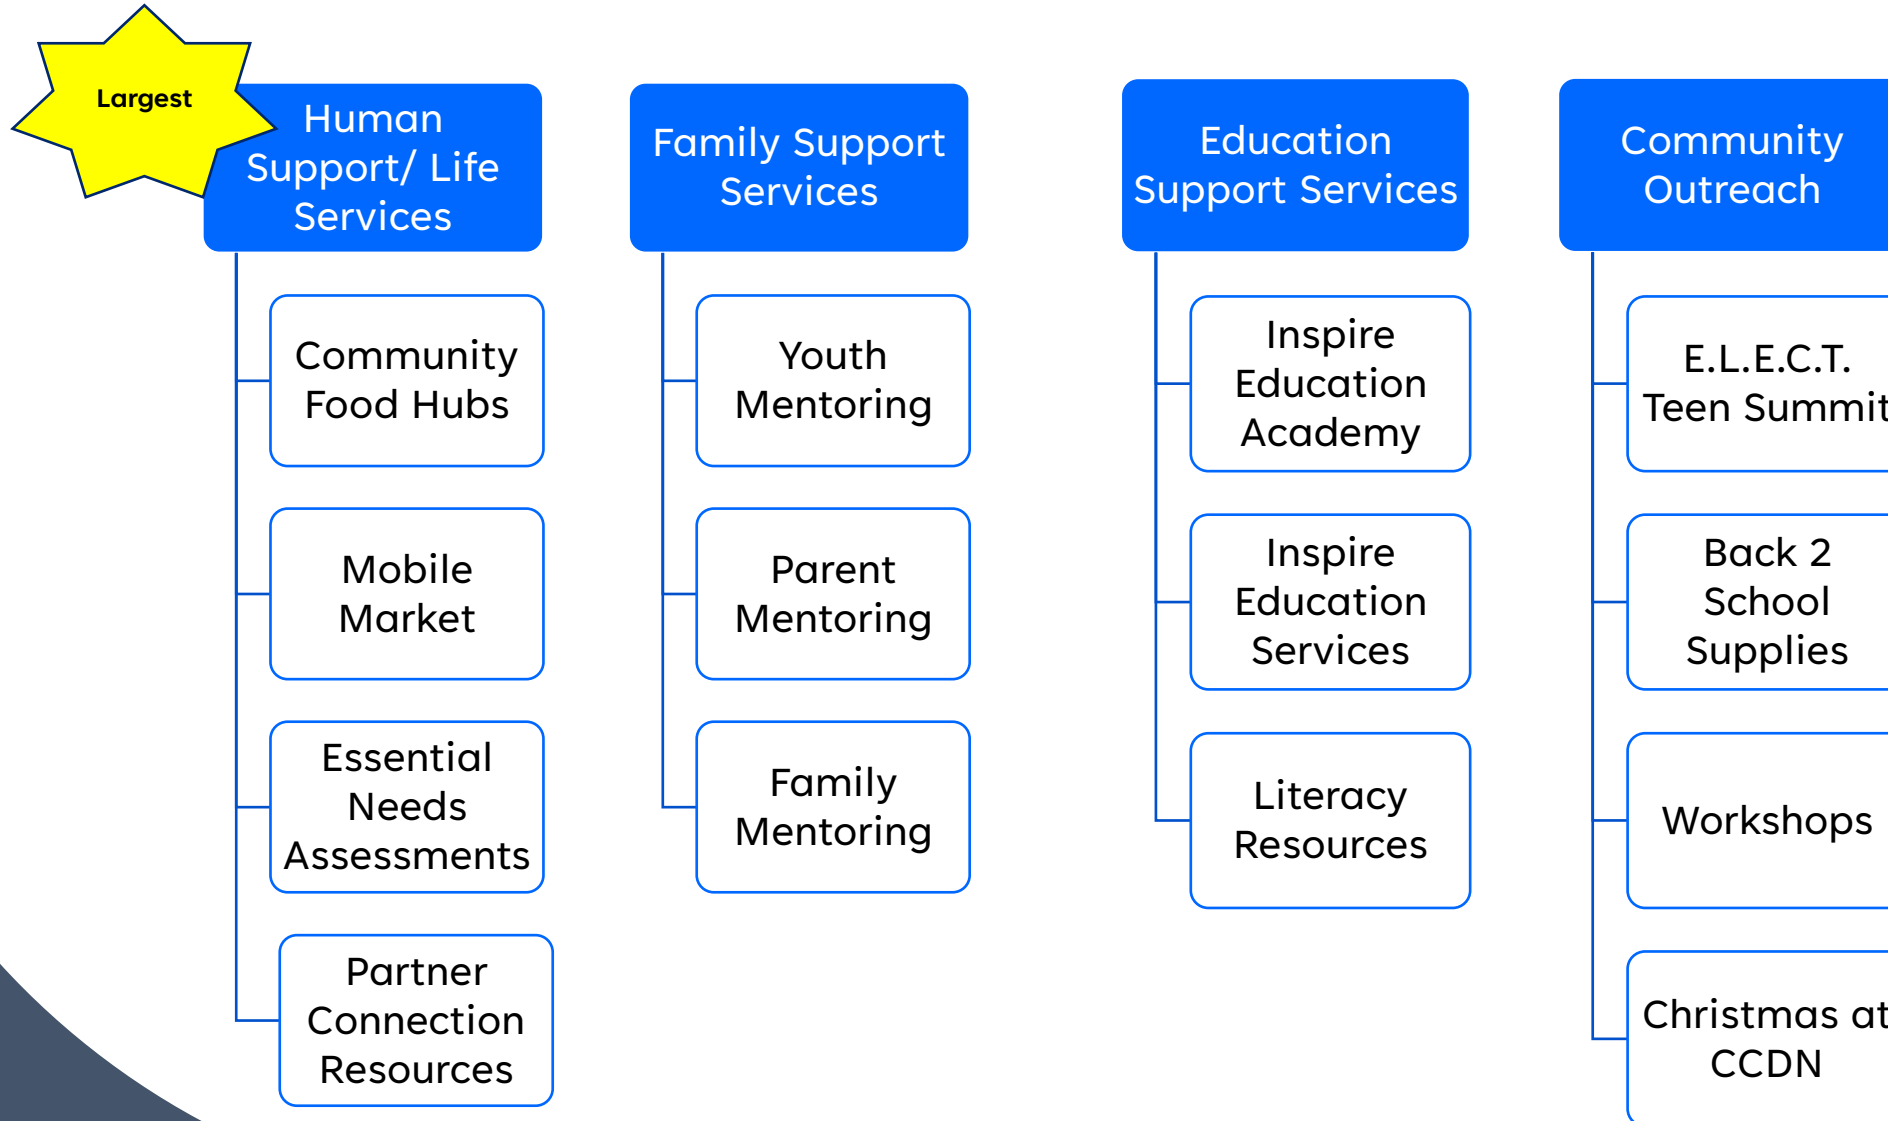 Largest
Human
Support/ Life
Services
Community
Food Hubs
Mobile
Market
Essential
Needs
Assessments
Partner
Connection
Resources
Family Support
Services
Youth
Mentoring
Parent
Mentoring
Family
Mentoring
Education
Support Services
Inspire
Education
Academy
Inspire
Education
Services
Literacy
Resources
Community
Outreach
E.L.E.C.T.
Teen Summit
Back 2
School
Supplies
Workshops
Christmas at
CCDN